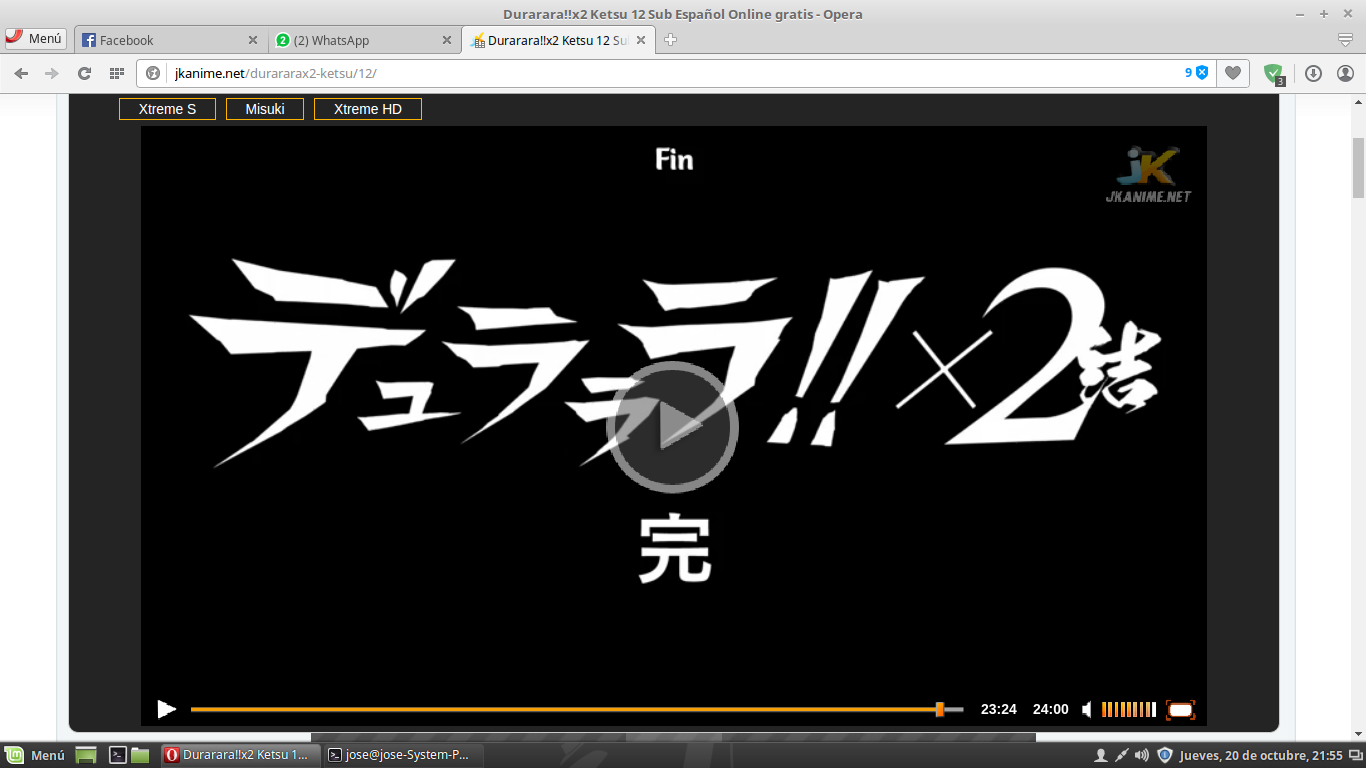 Durarara!!x2 Ketsu 12 Sub Español Online gratis - Opera
Menú
Facebook
(2) WhatsApp
Durarara!!x2 Ketsu 12 Su
jkanime.net/durararax2-ketsu/12/
9
3
Xtreme S
Misuki
Xtreme HD
Fin
JK
JKANIME.NET
デュラララ!!×2結
完
23:24
24:00
Menú
Durarara!!x2 Ketsu 1...
jose@jose-System-P...
Jueves, 20 de octubre, 21:55